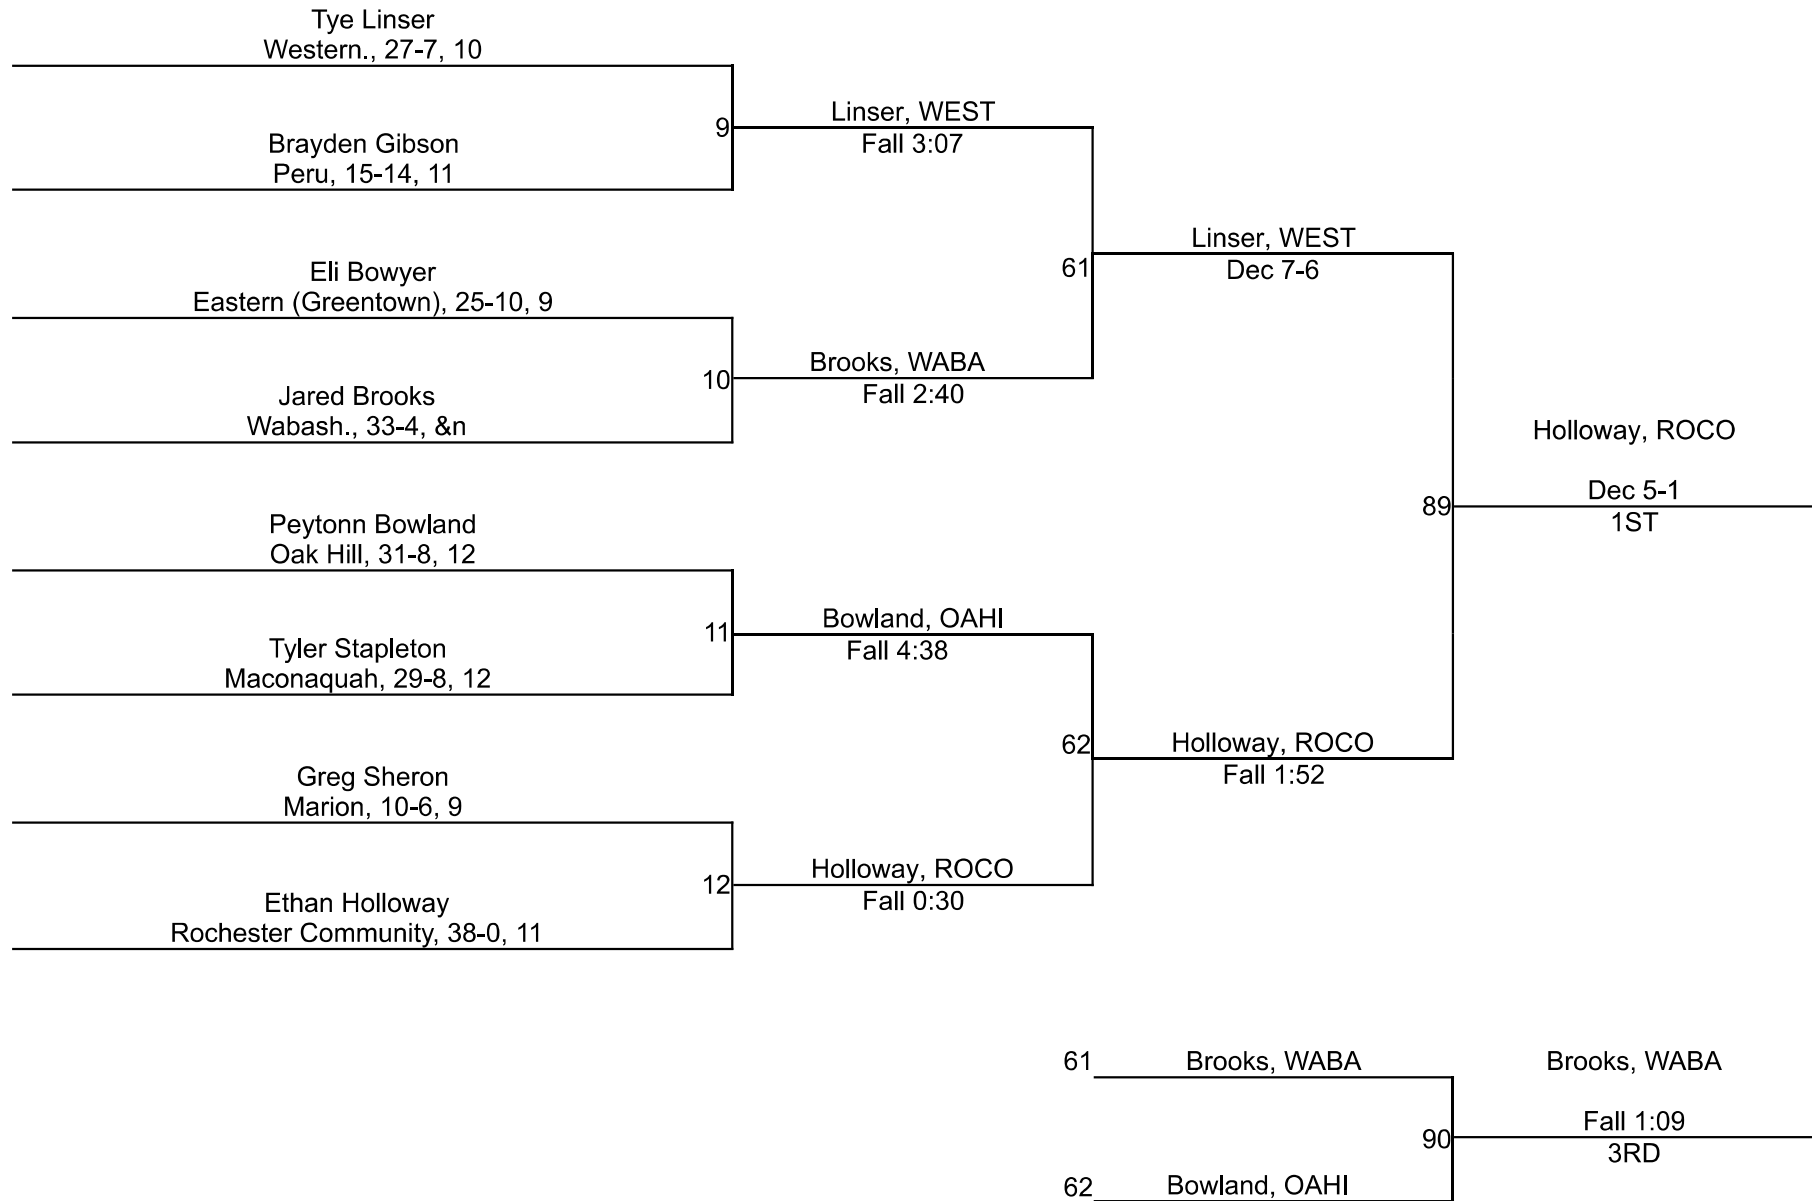 Tye Linser
Western., 27-7, 10
9
Linser, WEST
Fall 3:07
Brayden Gibson
Peru, 15-14, 11
61
Linser, WEST
Dec 7-6
Eli Bowyer
Eastern (Greentown), 25-10, 9
10
Brooks, WABA
Fall 2:40
Jared Brooks
Wabash., 33-4, &n
89
Holloway, ROCO
Dec 5-1
1ST
Peytonn Bowland
Oak Hill, 31-8, 12
11
Bowland, OAHI
Fall 4:38
Tyler Stapleton
Maconaquah, 29-8, 12
62
Holloway, ROCO
Fall 1:52
Greg Sheron
Marion, 10-6, 9
12
Holloway, ROCO
Fall 0:30
Ethan Holloway
Rochester Community, 38-0, 11
61
Brooks, WABA
Brooks, WABA
90
Fall 1:09
3RD
62
Bowland, OAHI